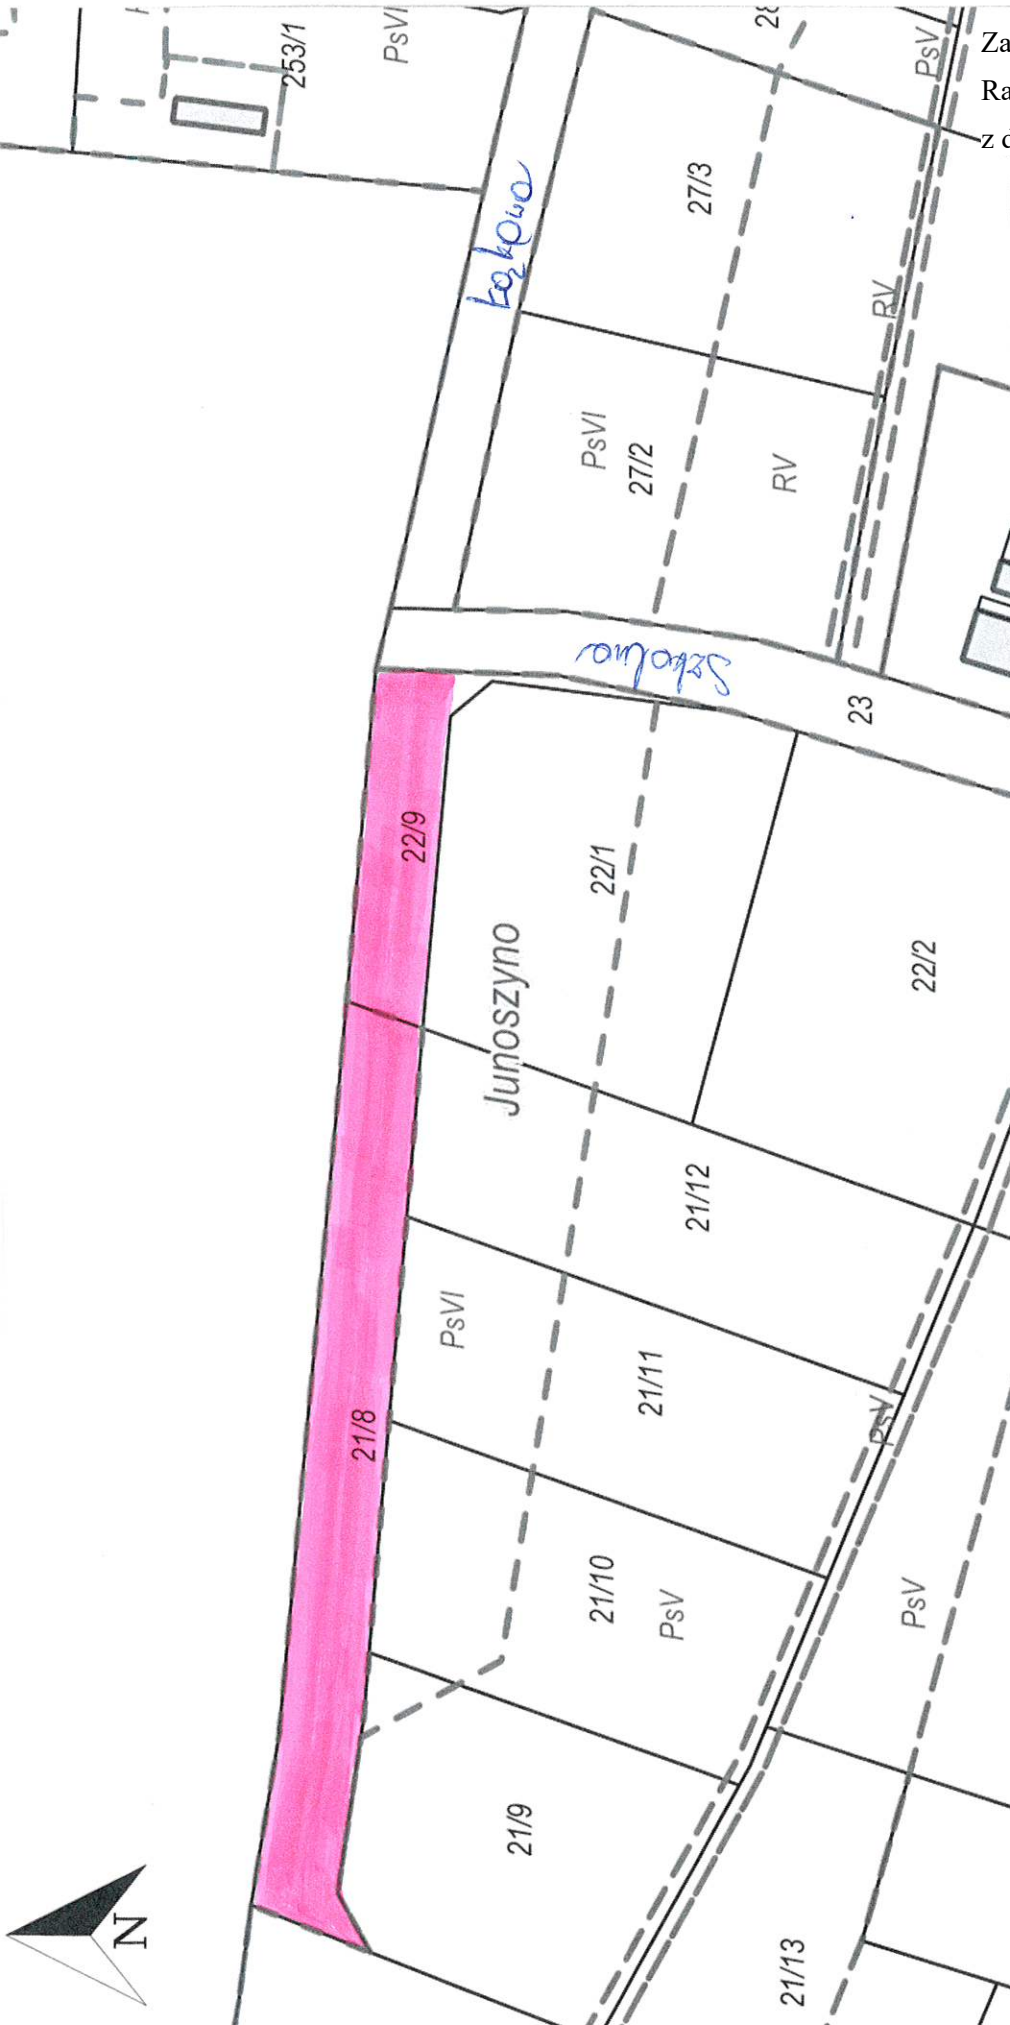 Za
Ra
z d
253/1
PsVI
28
PsV
27/3
Łąkowa
RV
PsVI
27/2
RV
Szkolna
23
22/9
22/1
22/2
Junoszyno
21/12
PsVI
21/11
21/8
PsV
21/10
PsV
PsV
21/9
N
21/13